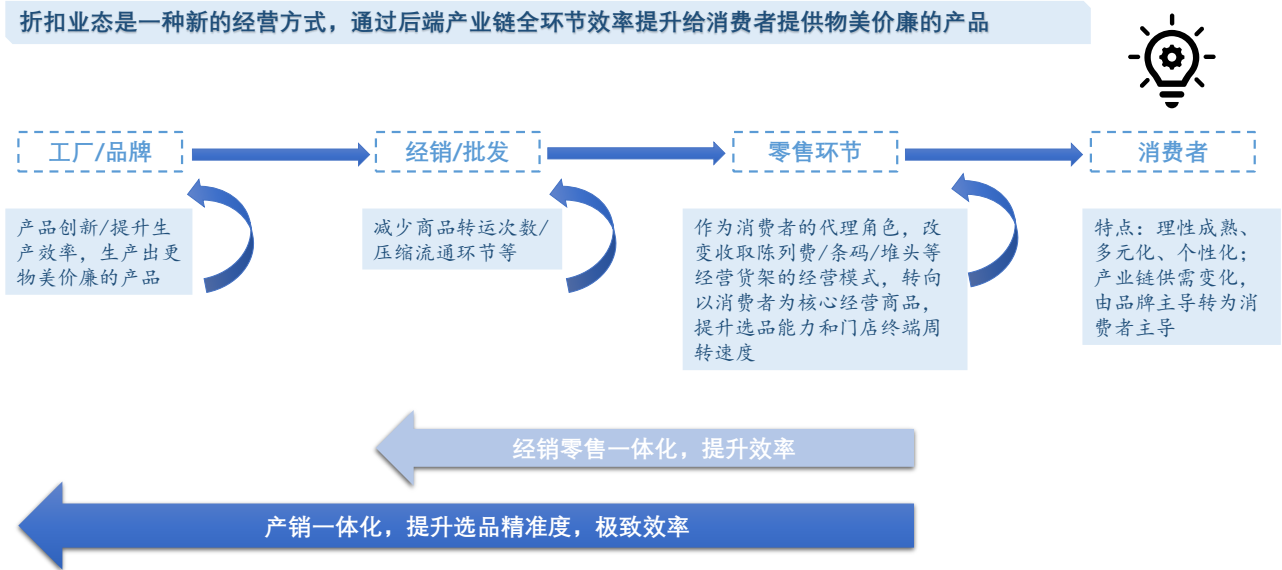 折扣业态是一种新的经营方式，通过后端产业链全环节效率提升给消费者提供物美价廉的产品
工厂/品牌
经销/批发
零售环节
消费者
产品创新/提升生
产效率，生产出更
物美价廉的产品
减少商品转运次数/
压缩流通环节等
作为消费者的代理角色，改
变收取陈列费/条码/堆头等
经营货架的经营模式，转向
以消费者为核心经营商品，
提升选品能力和门店终端周
转速度
特点：理性成熟、
多元化、个性化；
产业链供需变化，
由品牌主导转为消
费者主导
经销零售一体化，提升效率
产销一体化，提升选品精准度，极致效率